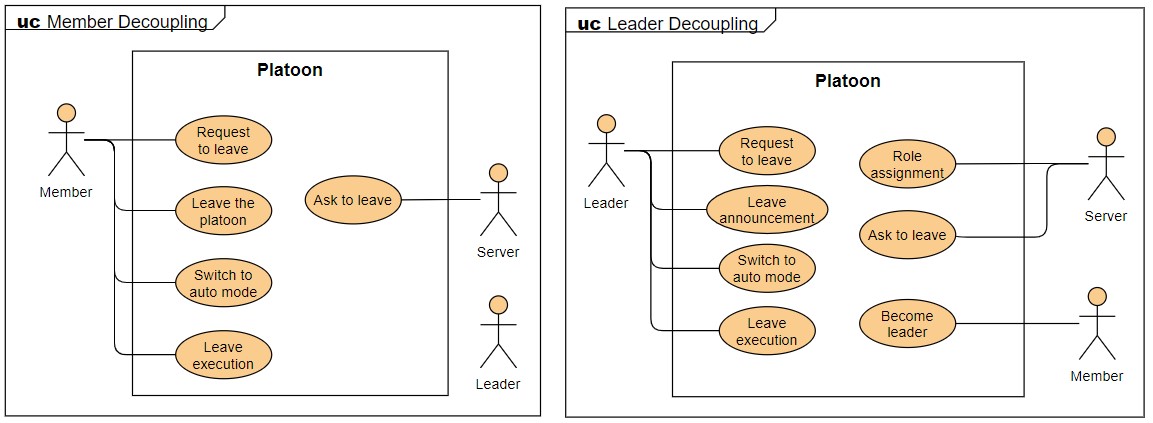 uc Member Decoupling
Platoon
Member
Request
to leave
Leave the
platoon
Switch to
auto mode
Leave
execution
Ask to leave
Server
Leader
uc Leader Decoupling
Platoon
Leader
Request
to leave
Leave
announcement
Switch to
auto mode
Leave
execution
Role
assignment
Ask to leave
Become
leader
Server
Member